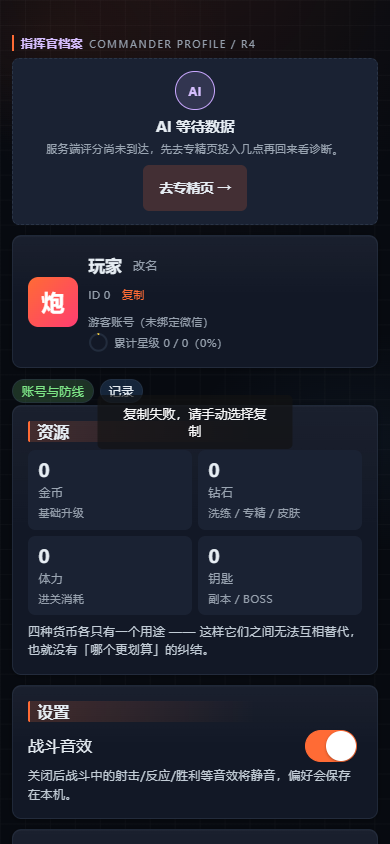 指挥官档案 COMMANDER PROFILE / R4
AI
AI 等待数据
服务端评分尚未到达，先去专精页投入几点再回来看诊断。
去专精页 →
炮
玩家 改名
ID 0 复制
游客账号（未绑定微信）
累计星级 0 / 0（0%）
账号与防线 记录
复制失败，请手动选择复
制
资源
0
金币
基础升级
0
钻石
洗练 / 专精 / 皮肤
0
体力
进关消耗
0
钥匙
副本 / BOSS
四种货币各只有一个用途 —— 这样它们之间无法互相替代，
也就没有「哪个更划算」的纠结。
设置
战斗音效
关闭后战斗中的射击/反应/胜利等音效将静音，偏好会保存
在本机。